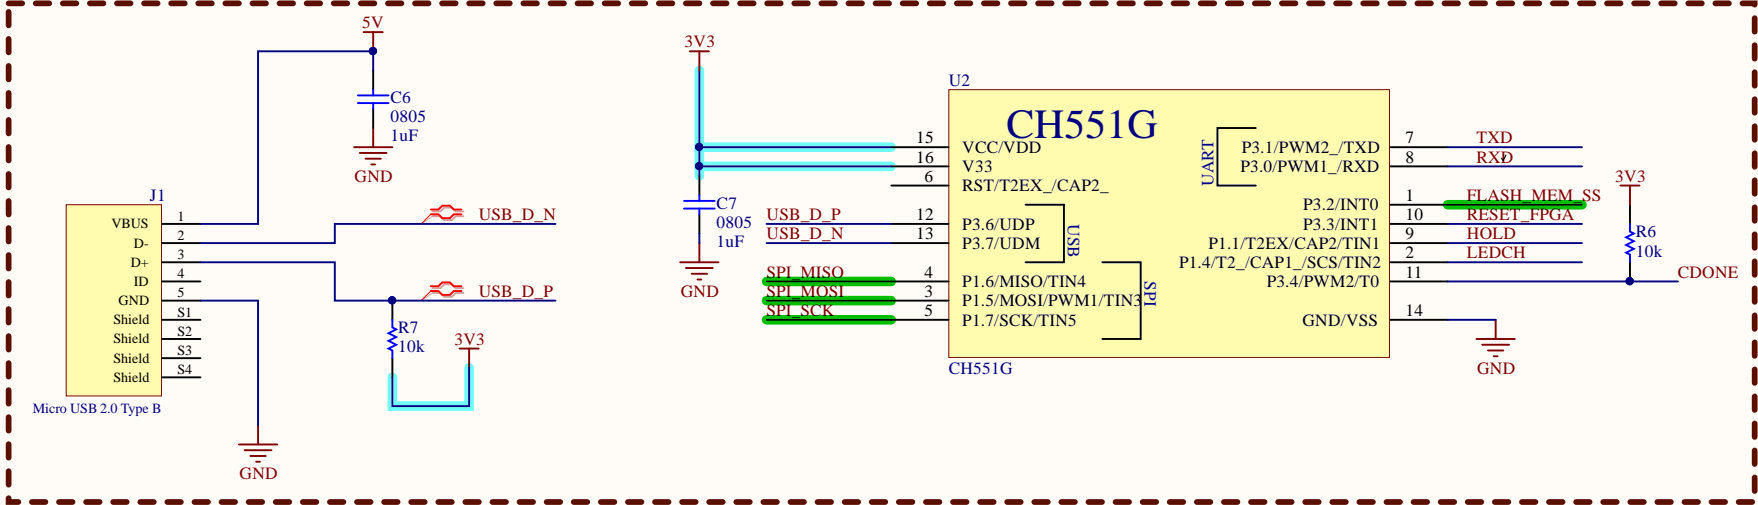 5V
C6
0805
1uF
GND
J1
VBUS 1
D- 2
D+ 3
ID 4
GND 5
Shield S1
Shield S2
Shield S3
Shield S4
Micro USB 2.0 Type B
GND
USB_D_N
USB_D_P
R7
10k
3V3
3V3
C7
0805
1uF
GND
U2
CH551G
15 VCC/VDD
16 V33
6 RST/T2EX_/CAP2_
USB_D_P 12 P3.6/UDP
USB_D_N 13 P3.7/UDM
USB
SPI_MISO 4 P1.6/MISO/TIN4
SPI_MOSI 3 P1.5/MOSI/PWM1/TIN3
SPI_SCK 5 P1.7/SCK/TIN5
SPI
UART
P3.1/PWM2_/TXD 7 TXD
P3.0/PWM1_/RXD 8 RXD
P3.2/INT0 1 FLASH_MEM_SS
P3.3/INT1 10 RESET_FPGA
P1.1/T2EX/CAP2/TIN1 9 HOLD
P1.4/T2_/CAP1_/SCS/TIN2 2 LEDCH
P3.4/PWM2/T0 11 CDONE
GND/VSS 14
CH551G
3V3
R6
10k
GND